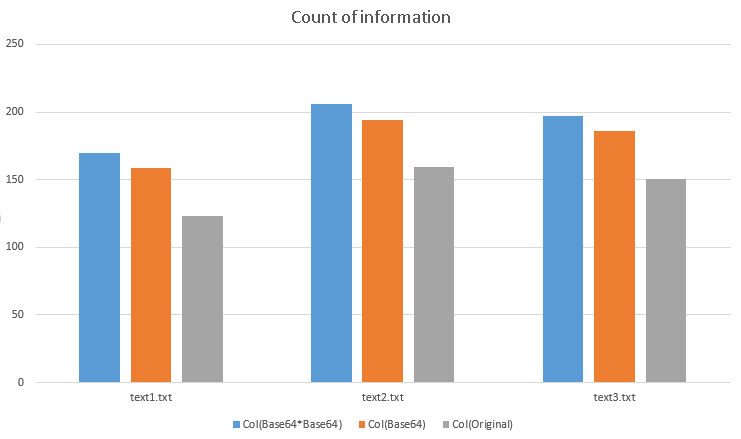 Count of information
250
200
150
100
50
0
text1.txt text2.txt text3.txt
Col(Base64*Base64) Col(Base64) Col(Original)